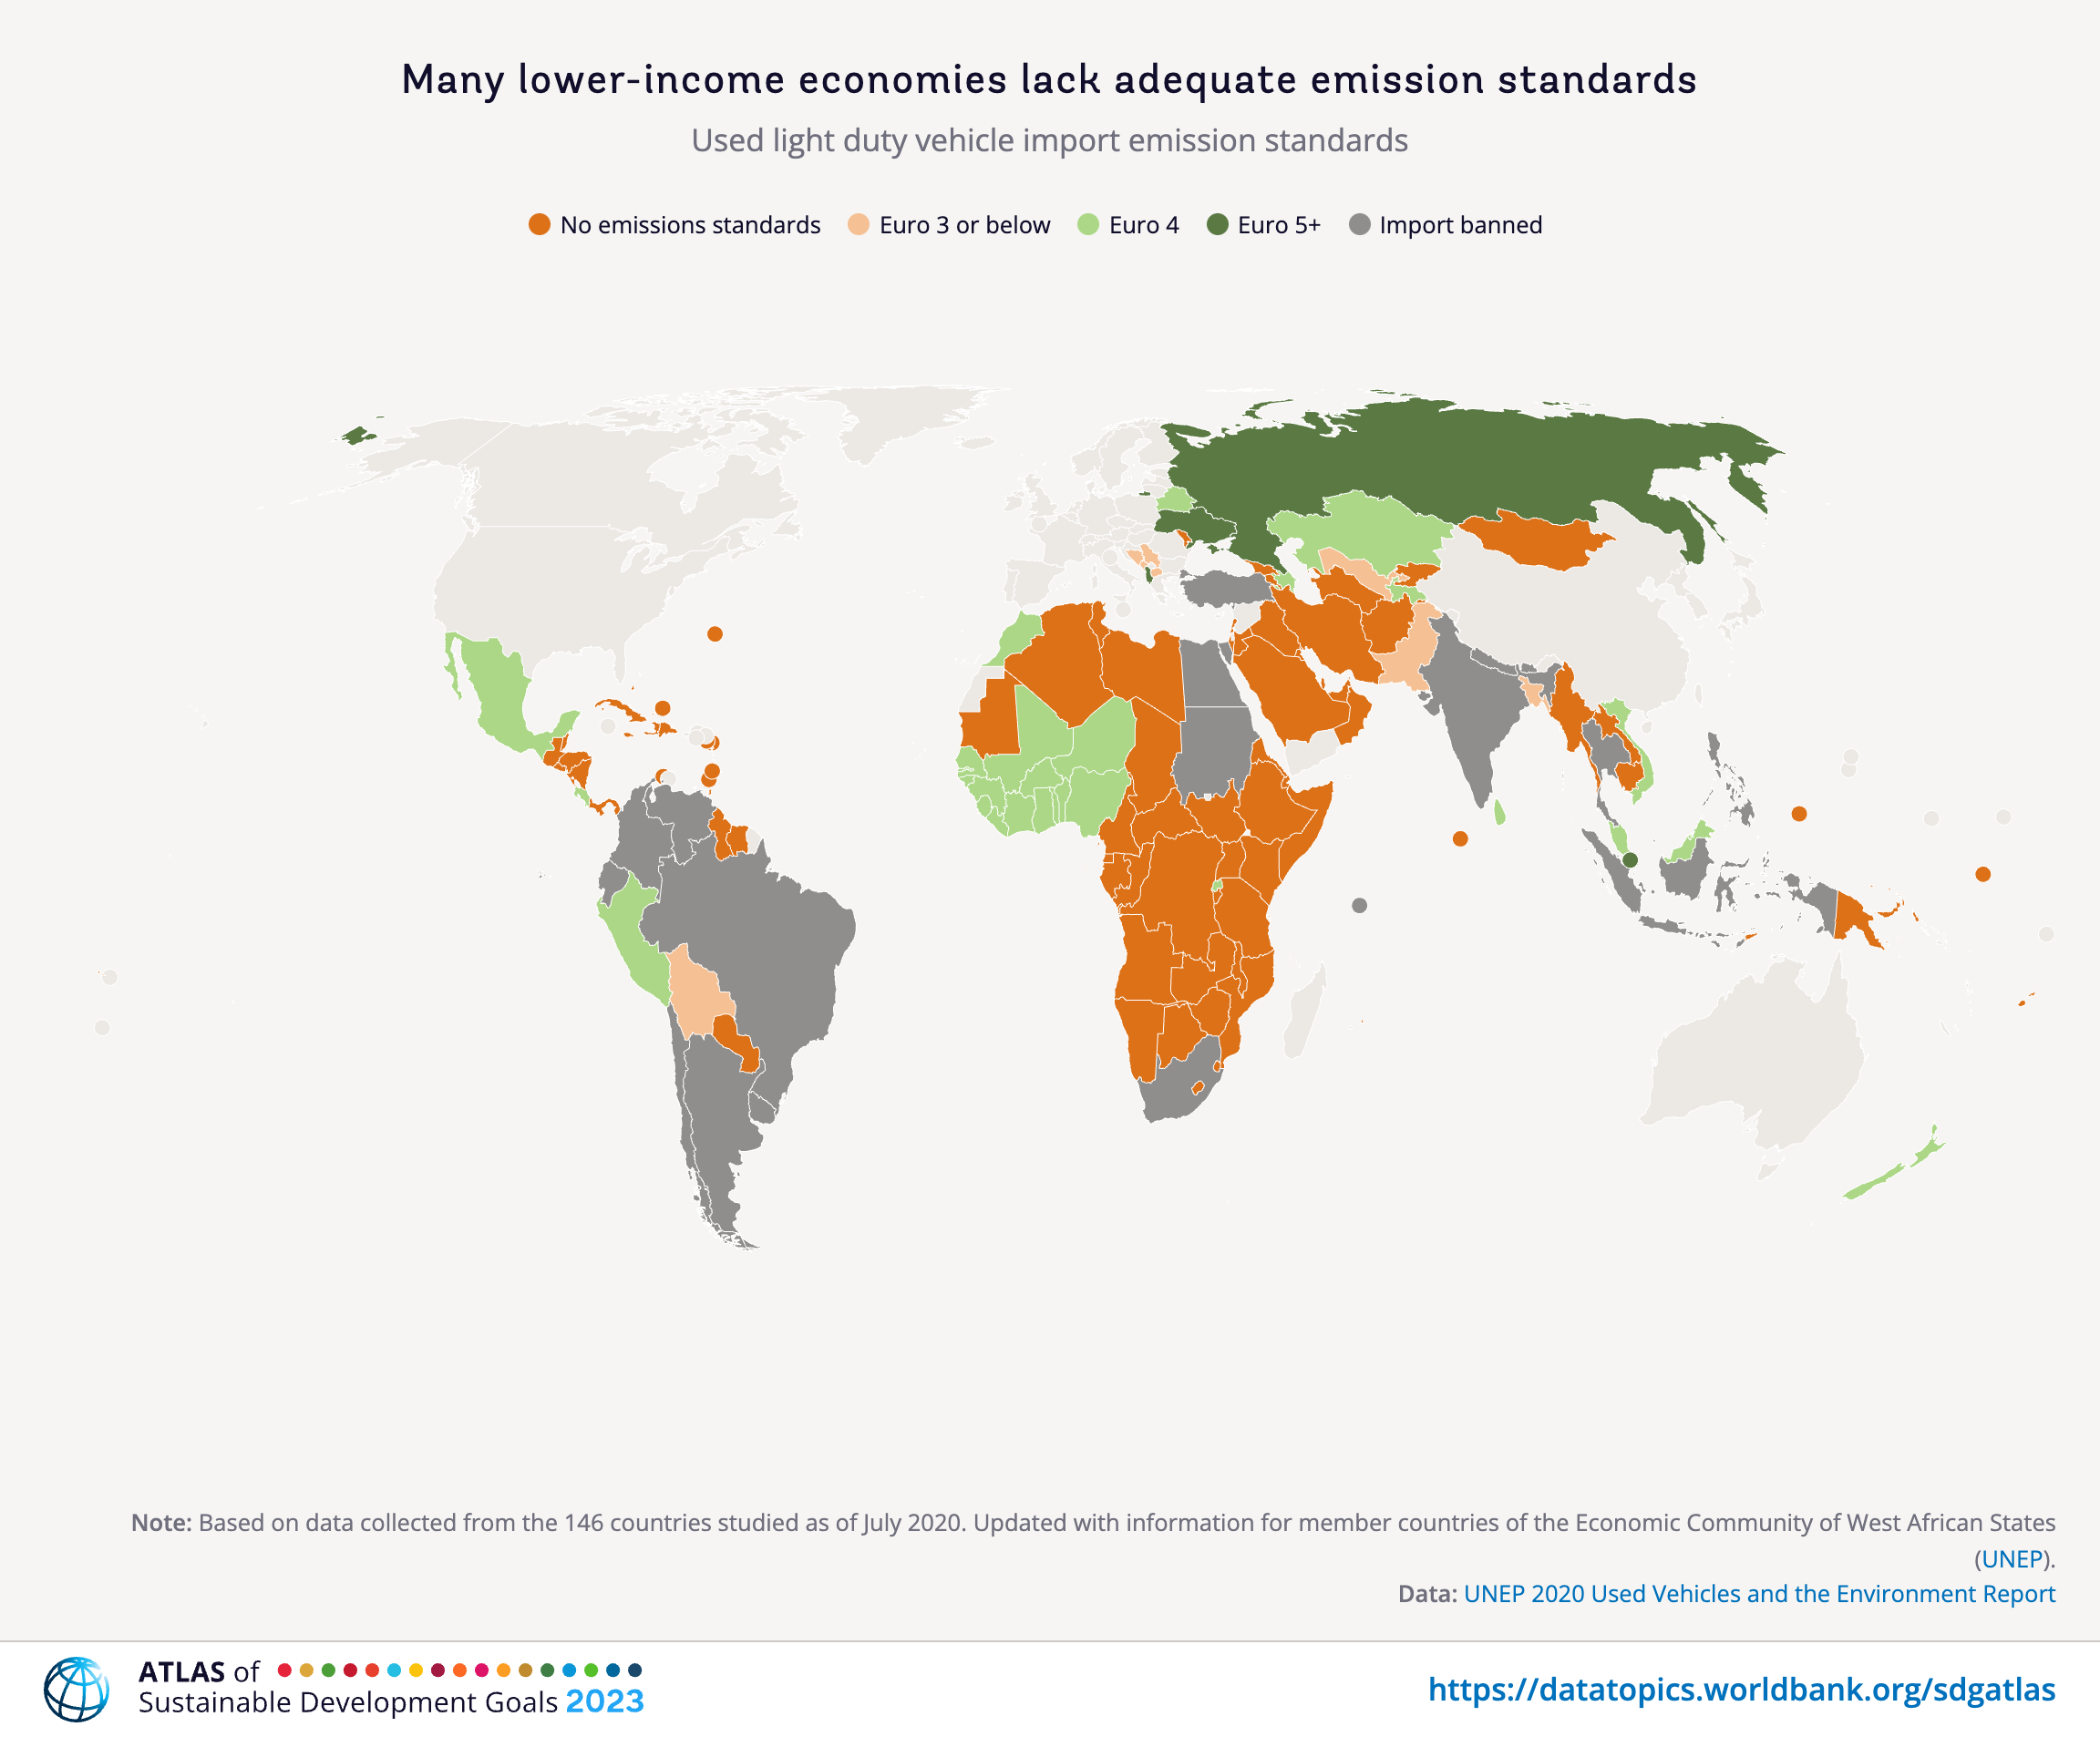 Many lower-income economies lack adequate emission standards
Used light duty vehicle import emission standards
No emissions standards Euro 3 or below Euro 4 Euro 5+ Import banned
Note: Based on data collected from the 146 countries studied as of July 2020. Updated with information for member countries of the Economic Community of West African States
(UNEP).
Data: UNEP 2020 Used Vehicles and the Environment Report
ATLAS of
Sustainable Development Goals 2023
https://datatopics.worldbank.org/sdgatlas